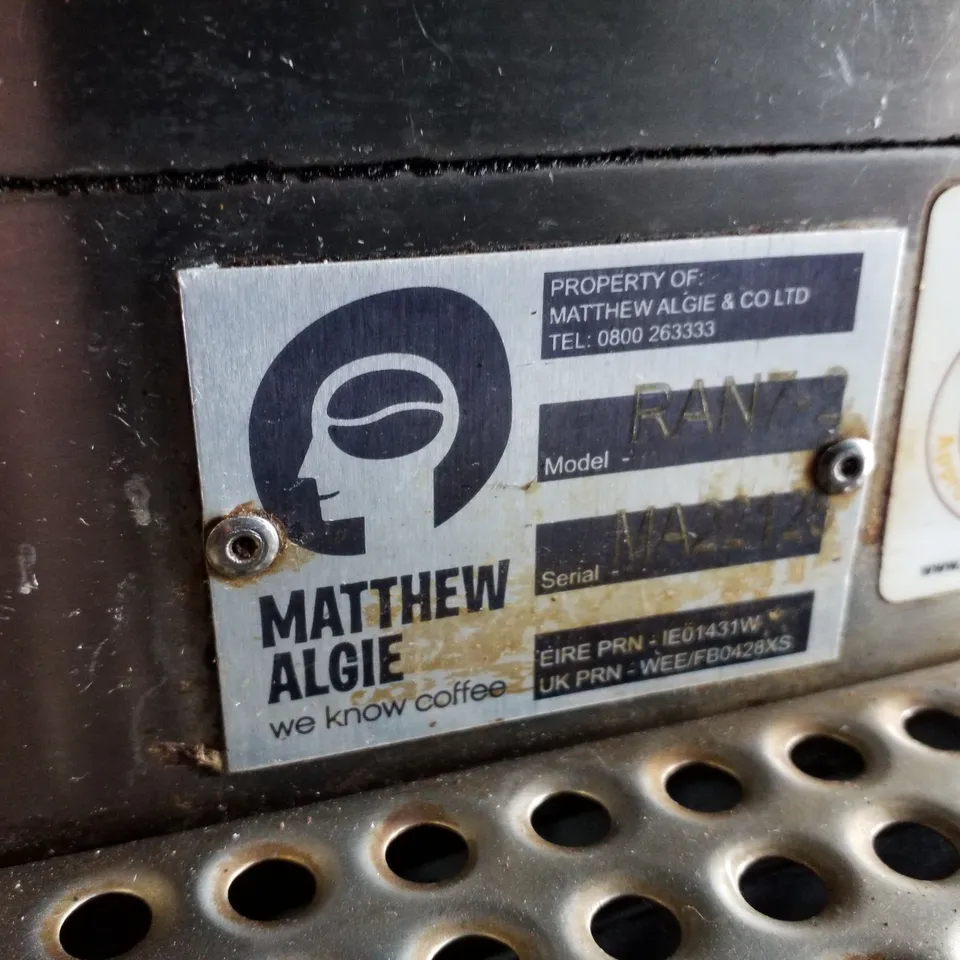 PROPERTY OF:
MATTHEW ALGIE & CO LTD
TEL: 0800 263333
Model -
Serial -
EIRE PRN - IE01431W
UK PRN - WEE/FB0428XS
MATTHEW
ALGIE
we know coffee
www.